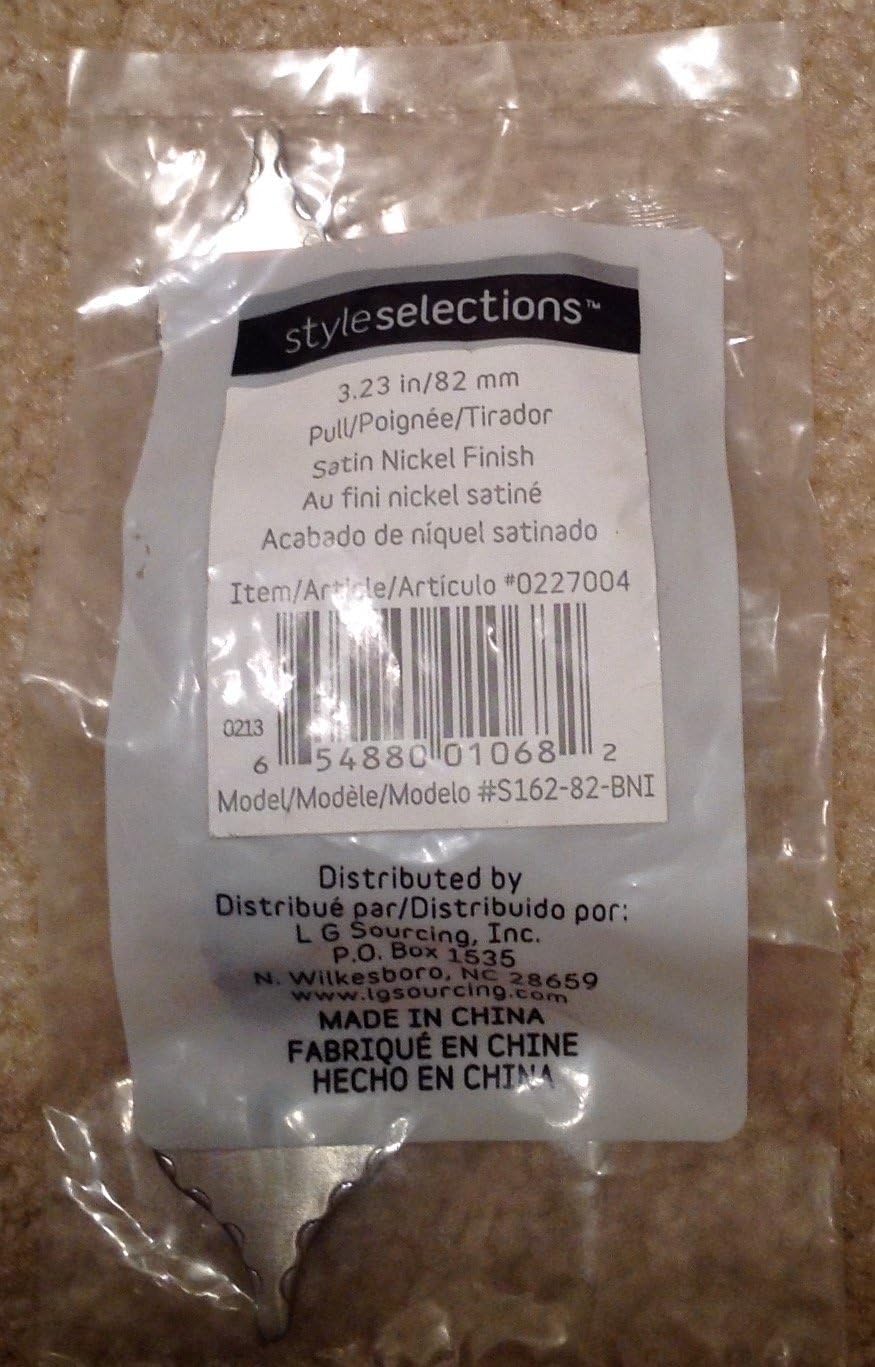 styleselections™
3.23 in/82 mm
Pull/Poignée/Tirador
Satin Nickel Finish
Au fini nickel satiné
Acabado de níquel satinado
Item/Article/Artículo #0227004
0213
6 54880 01068 2
Model/Modèle/Modelo #S162-82-BNI
Distributed by
Distribué par/Distribuido por:
L G Sourcing, Inc.
P.O. Box 1535
N. Wilkesboro, NC 28659
www.lgsourcing.com
MADE IN CHINA
FABRIQUÉ EN CHINE
HECHO EN CHINA